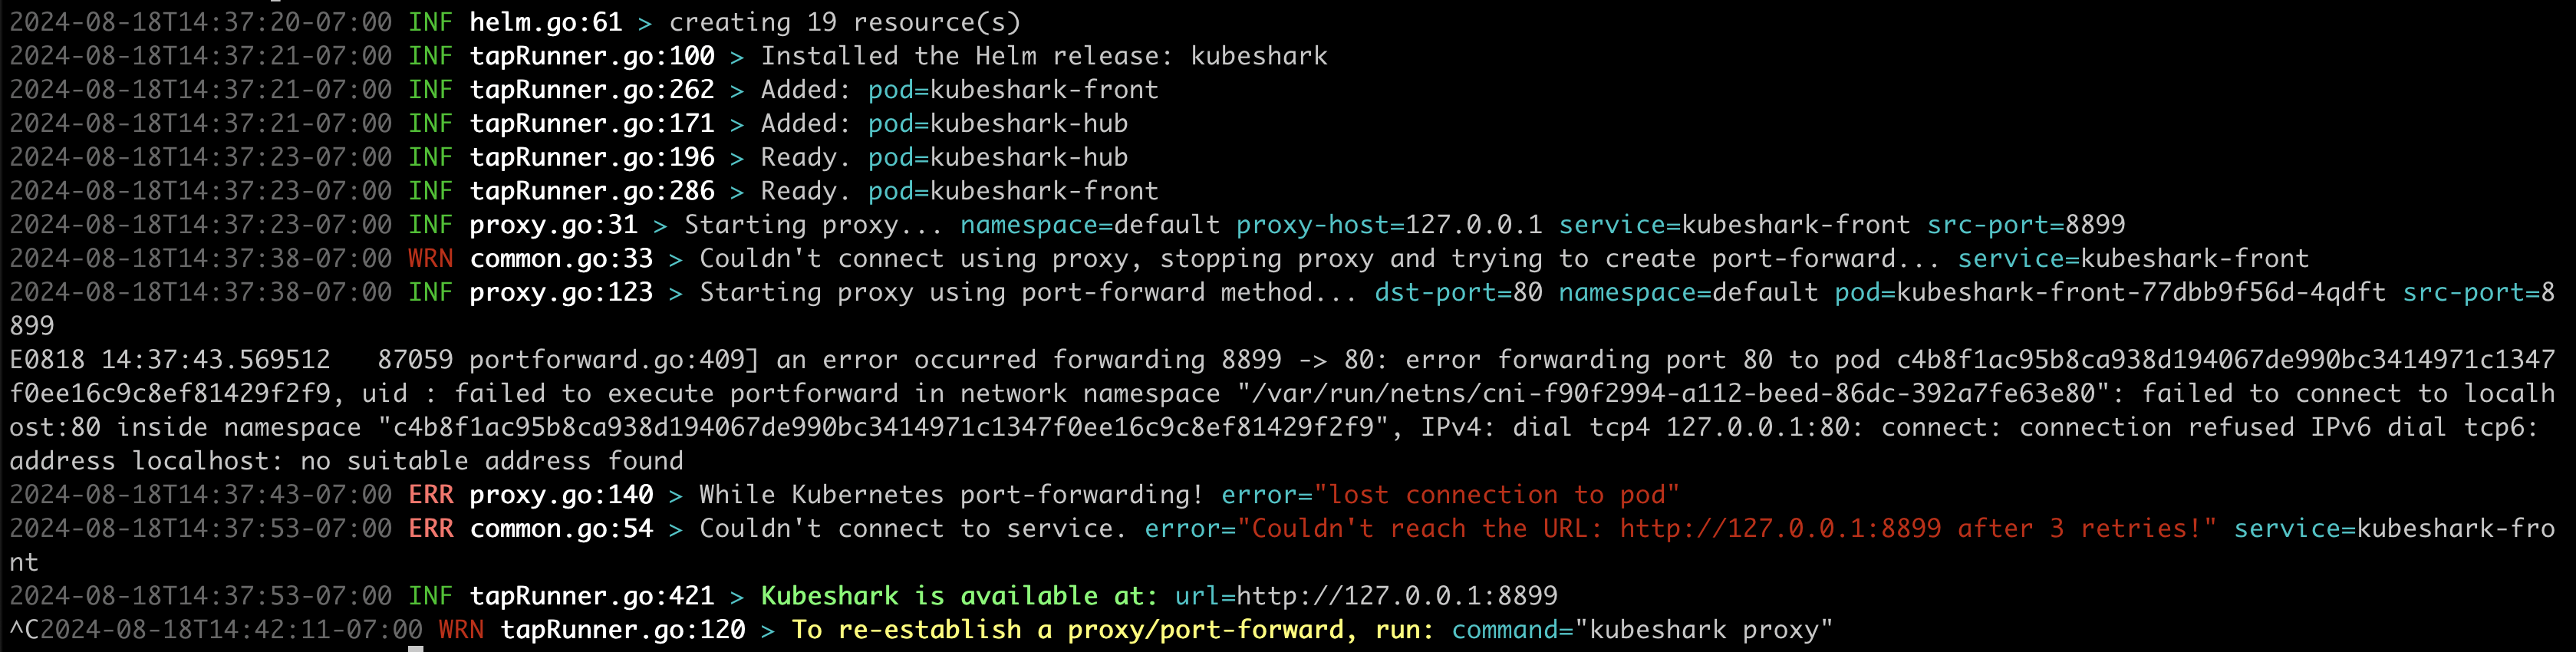 2024-08-18T14:37:20-07:00 INF helm.go:61 > creating 19 resource(s)
2024-08-18T14:37:21-07:00 INF tapRunner.go:100 > Installed the Helm release: kubeshark
2024-08-18T14:37:21-07:00 INF tapRunner.go:262 > Added: pod=kubeshark-front
2024-08-18T14:37:21-07:00 INF tapRunner.go:171 > Added: pod=kubeshark-hub
2024-08-18T14:37:23-07:00 INF tapRunner.go:196 > Ready. pod=kubeshark-hub
2024-08-18T14:37:23-07:00 INF tapRunner.go:286 > Ready. pod=kubeshark-front
2024-08-18T14:37:23-07:00 INF proxy.go:31 > Starting proxy... namespace=default proxy-host=127.0.0.1 service=kubeshark-front src-port=8899
2024-08-18T14:37:38-07:00 WRN common.go:33 > Couldn't connect using proxy, stopping proxy and trying to create port-forward... service=kubeshark-front
2024-08-18T14:37:38-07:00 INF proxy.go:123 > Starting proxy using port-forward method... dst-port=80 namespace=default pod=kubeshark-front-77dbb9f56d-4qdft src-port=8
899
E0818 14:37:43.569512   87059 portforward.go:409] an error occurred forwarding 8899 -> 80: error forwarding port 80 to pod c4b8f1ac95b8ca938d194067de990bc3414971c1347
f0ee16c9c8ef81429f2f9, uid : failed to execute portforward in network namespace "/var/run/netns/cni-f90f2994-a112-beed-86dc-392a7fe63e80": failed to connect to localh
ost:80 inside namespace "c4b8f1ac95b8ca938d194067de990bc3414971c1347f0ee16c9c8ef81429f2f9", IPv4: dial tcp4 127.0.0.1:80: connect: connection refused IPv6 dial tcp6:
address localhost: no suitable address found
2024-08-18T14:37:43-07:00 ERR proxy.go:140 > While Kubernetes port-forwarding! error="lost connection to pod"
2024-08-18T14:37:53-07:00 ERR common.go:54 > Couldn't connect to service. error="Couldn't reach the URL: http://127.0.0.1:8899 after 3 retries!" service=kubeshark-fro
nt
2024-08-18T14:37:53-07:00 INF tapRunner.go:421 > Kubeshark is available at: url=http://127.0.0.1:8899
^C2024-08-18T14:42:11-07:00 WRN tapRunner.go:120 > To re-establish a proxy/port-forward, run: command="kubeshark proxy"